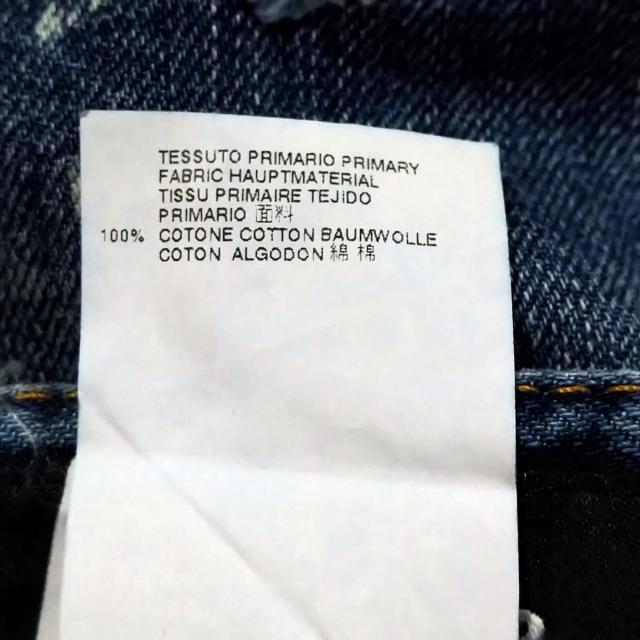 TESSUTO PRIMARIO PRIMARY
FABRIC HAUPTMATERIAL
TISSU PRIMAIRE TEJIDO
PRIMARIO 面料
100% COTONE COTTON BAUMWOLLE
COTON ALGODON 綿 棉